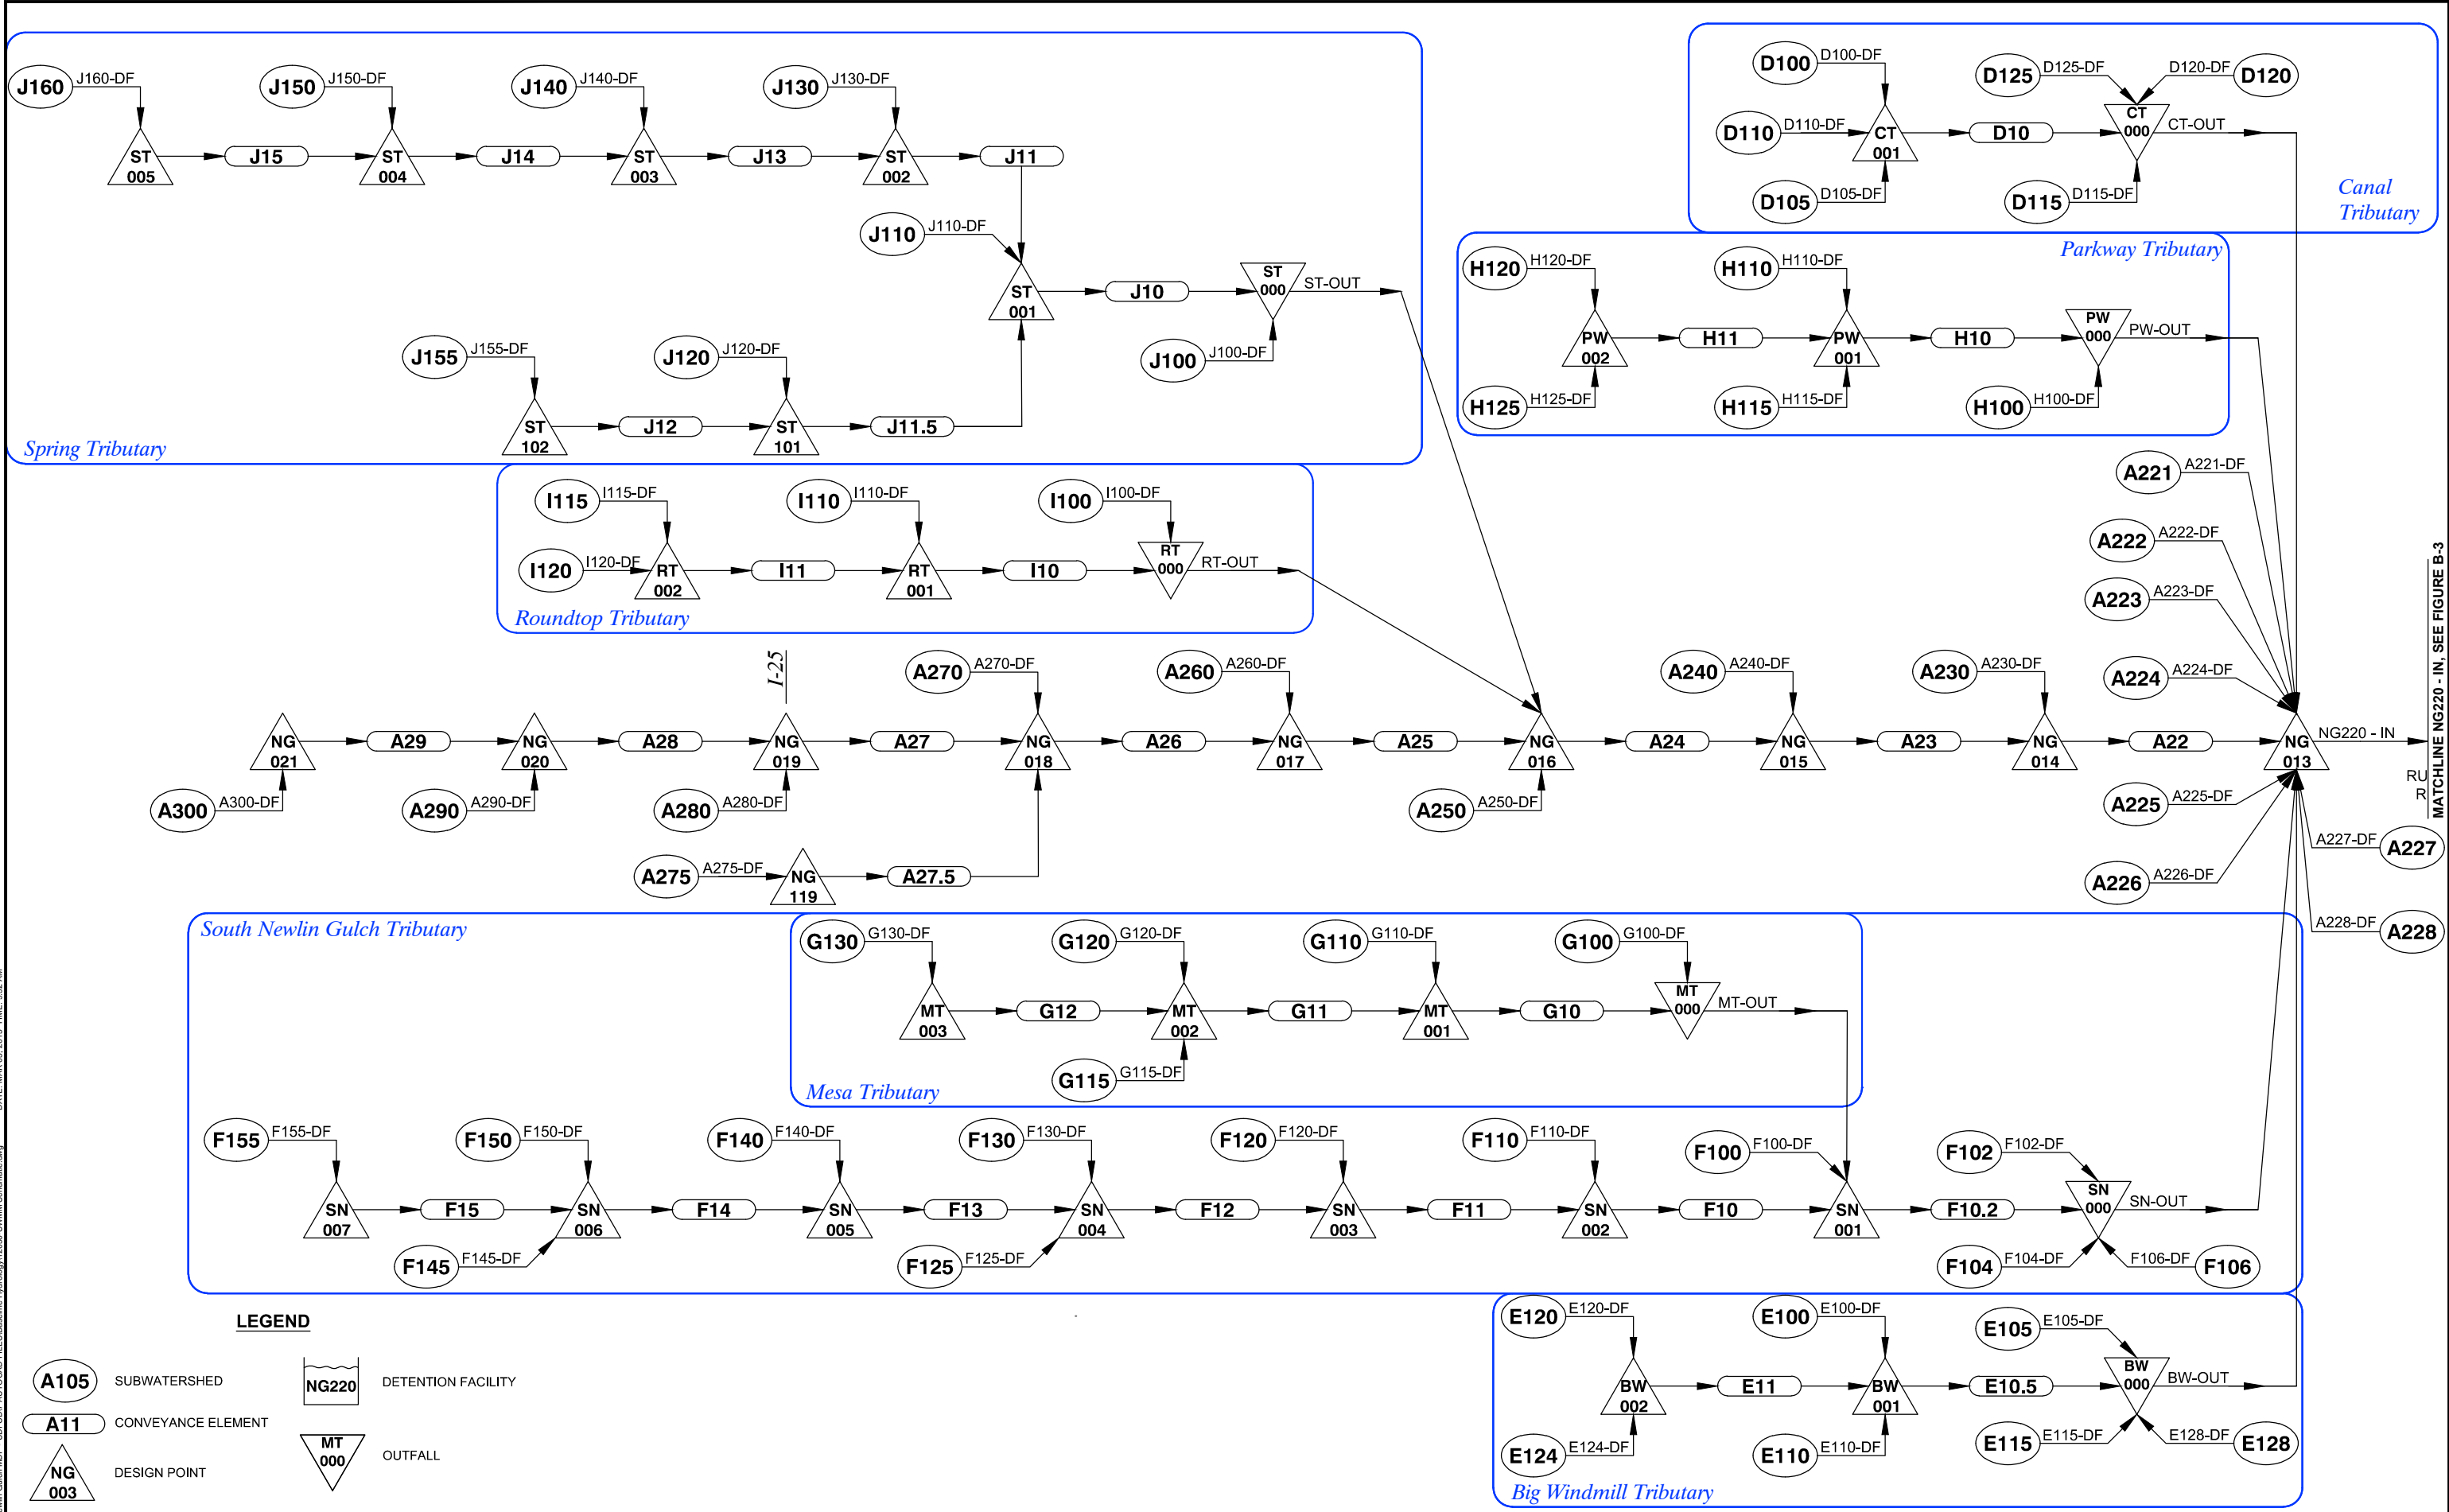 J160
J160-DF
J150
J150-DF
J140
J140-DF
J130
J130-DF
ST
005
J15
ST
004
J14
ST
003
J13
ST
002
J11
J110
J110-DF
ST
001
J10
ST
000
ST-OUT
J155
J155-DF
J120
J120-DF
J100
J100-DF
ST
102
J12
ST
101
J11.5
Spring Tributary
D100
D100-DF
D125
D125-DF
D120-DF
D120
D110
D110-DF
CT
001
D10
CT
000
CT-OUT
D105
D105-DF
D115
D115-DF
Canal
Tributary
Parkway Tributary
H120
H120-DF
H110
H110-DF
PW
002
H11
PW
001
H10
PW
000
PW-OUT
H125
H125-DF
H115
H115-DF
H100
H100-DF
I115
I115-DF
I110
I110-DF
I100
I100-DF
I120
I120-DF
RT
002
I11
RT
001
I10
RT
000
RT-OUT
Roundtop Tributary
A221
A221-DF
A222
A222-DF
A223
A223-DF
A224
A224-DF
I-25
A270
A270-DF
A260
A260-DF
A240
A240-DF
A230
A230-DF
NG
021
A29
NG
020
A28
NG
019
A27
NG
018
A26
NG
017
A25
NG
016
A24
NG
015
A23
NG
014
A22
NG
013
NG220 - IN
MATCHLINE NG220 - IN, SEE FIGURE B-3
RU
R
A300
A300-DF
A290
A290-DF
A280
A280-DF
A250
A250-DF
A225
A225-DF
A227-DF
A227
A275
A275-DF
NG
119
A27.5
A226
A226-DF
A228-DF
A228
South Newlin Gulch Tributary
G130
G130-DF
G120
G120-DF
G110
G110-DF
G100
G100-DF
MT
003
G12
MT
002
G11
MT
001
G10
MT
000
MT-OUT
G115
G115-DF
Mesa Tributary
F155
F155-DF
F150
F150-DF
F140
F140-DF
F130
F130-DF
F120
F120-DF
F110
F110-DF
F100
F100-DF
F102
F102-DF
SN
007
F15
SN
006
F14
SN
005
F13
SN
004
F12
SN
003
F11
SN
002
F10
SN
001
F10.2
SN
000
SN-OUT
F145
F145-DF
F125
F125-DF
F104
F104-DF
F106-DF
F106
E120
E120-DF
E100
E100-DF
E105
E105-DF
BW
002
E11
BW
001
E10.5
BW
000
BW-OUT
E124
E124-DF
E110
E110-DF
E115
E115-DF
E128-DF
E128
Big Windmill Tributary
LEGEND
A105
SUBWATERSHED
NG220
DETENTION FACILITY
A11
CONVEYANCE ELEMENT
MT
000
OUTFALL
NG
003
DESIGN POINT